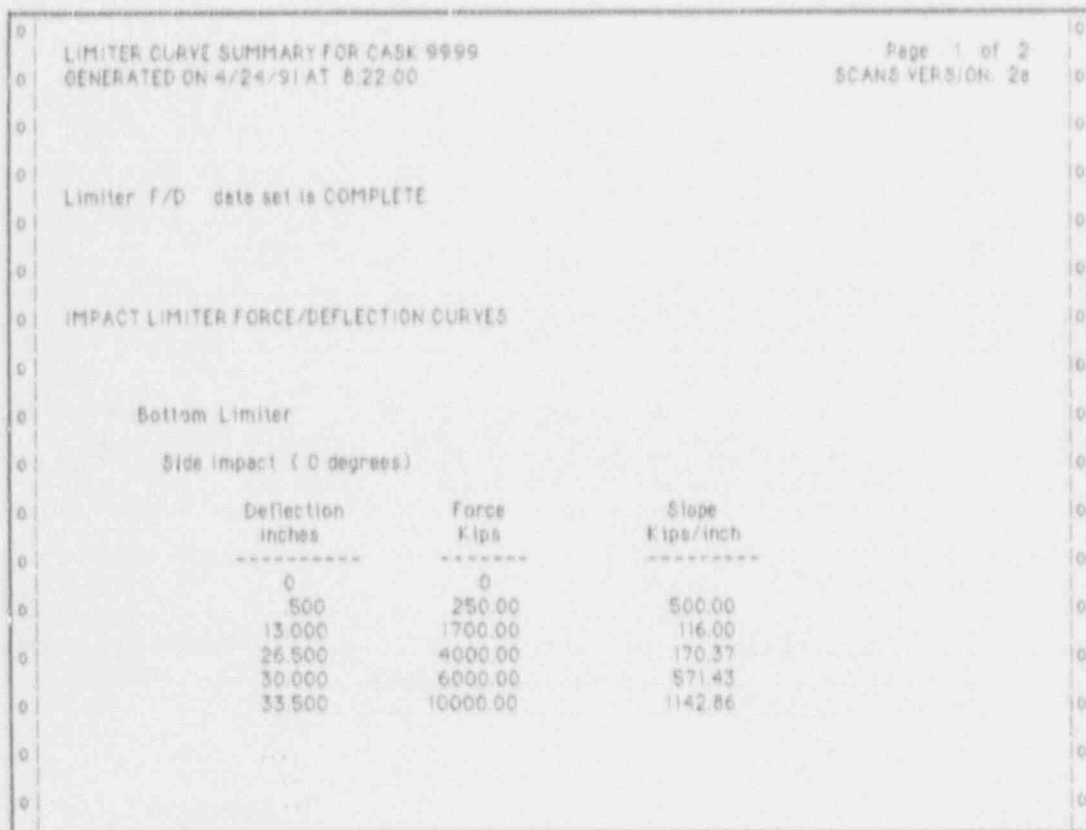 LIMITER CURVE SUMMARY FOR CASK 9999 Page 1 of 2
GENERATED ON 4/24/91 AT 8:22:00 SCANS VERSION: 2a
Limiter F/D data set is COMPLETE
IMPACT LIMITER FORCE/DEFLECTION CURVES
Bottom Limiter
Side Impact ( 0 degrees)
Deflection Force Slope
inches Kips Kips/inch
---------- ------- ---------
0 0
.500 250.00 500.00
13.000 1700.00 116.00
26.500 4000.00 170.37
30.000 6000.00 571.43
33.500 10000.00 1142.86